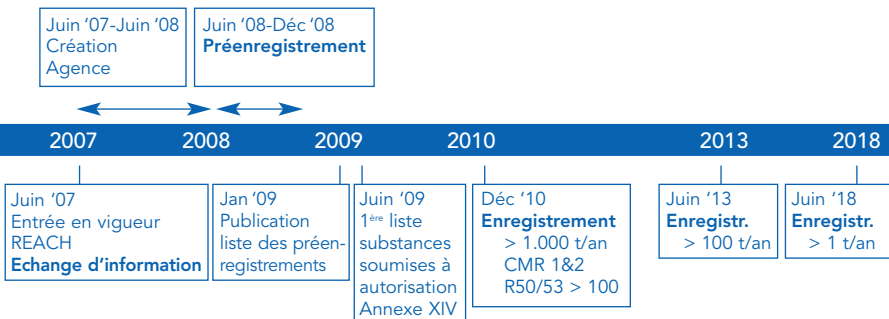 Juin ‘07-Juin ‘08
Création
Agence
Juin ‘08-Déc ‘08
Préenregistrement
2007 2008 2009 2010 2013 2018
Juin ‘07
Entrée en vigueur
REACH
Echange d’information
Jan ‘09
Publication
liste des préen-
registrements
Juin ‘09
1ère liste
substances
soumises à
autorisation
Annexe XIV
Déc ‘10
Enregistrement
> 1.000 t/an
CMR 1&2
R50/53 > 100
Juin ‘13
Enregistr.
> 100 t/an
Juin ‘18
Enregistr.
> 1 t/an